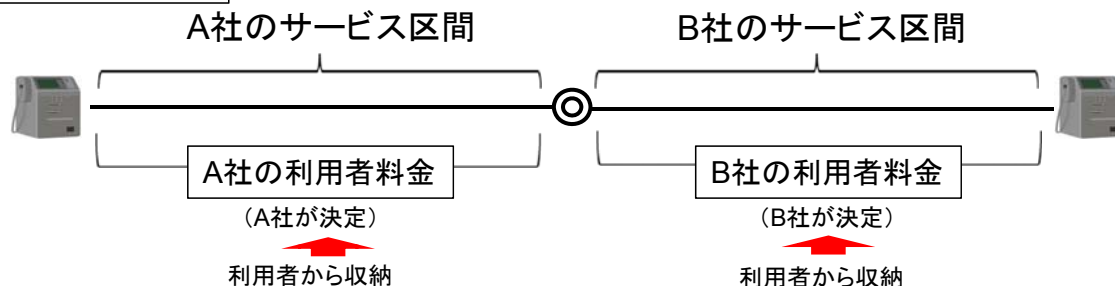 A社のサービス区間
B社のサービス区間
A社の利用者料金
B社の利用者料金
（A社が決定）
（B社が決定）
利用者から収納
利用者から収納